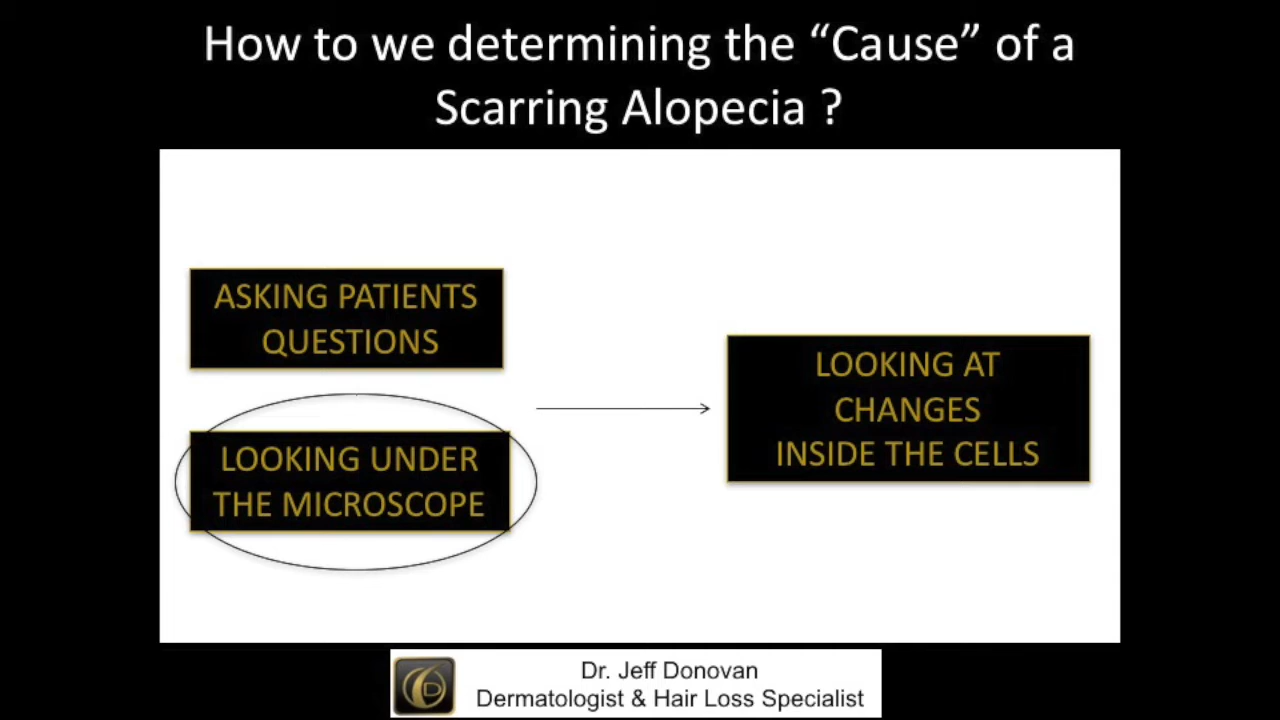 How to we determining the “Cause” of a
Scarring Alopecia ?
ASKING PATIENTS
QUESTIONS
LOOKING UNDER
THE MICROSCOPE
LOOKING AT
CHANGES
INSIDE THE CELLS
Dr. Jeff Donovan
Dermatologist & Hair Loss Specialist